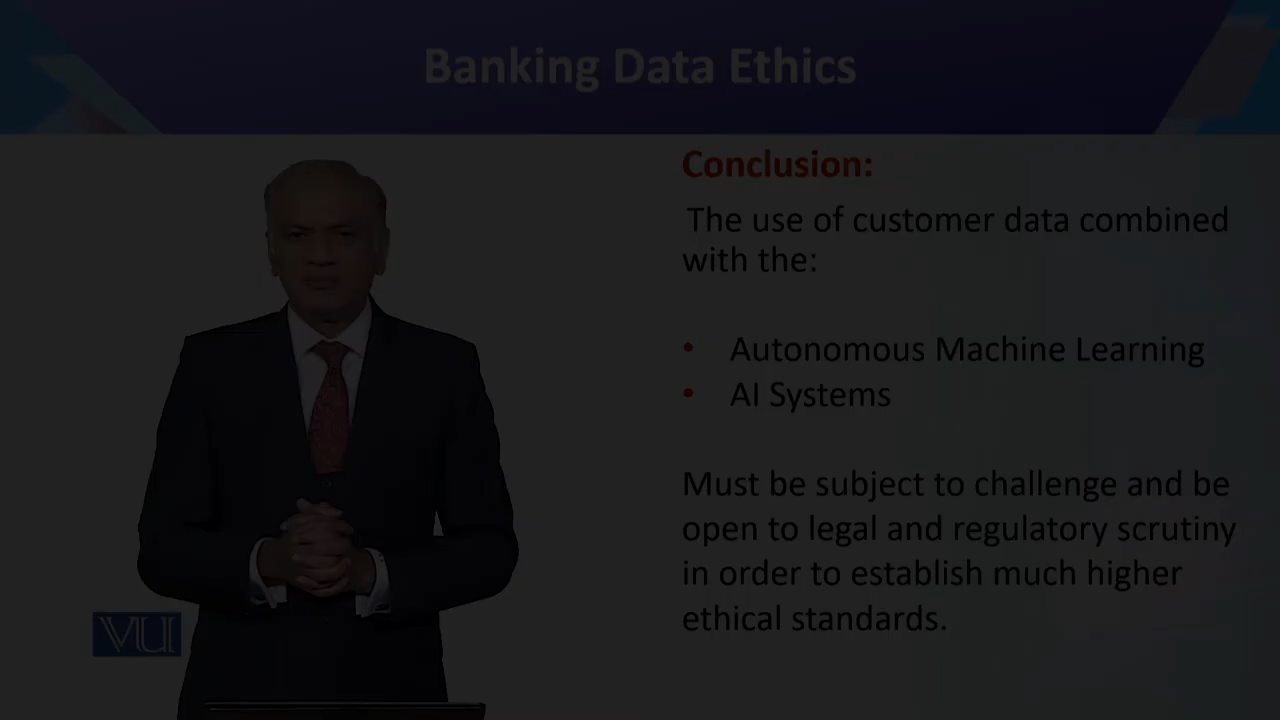 Banking Data Ethics
Conclusion:
The use of customer data combined
with the:
• Autonomous Machine Learning
• AI Systems
Must be subject to challenge and be
open to legal and regulatory scrutiny
in order to establish much higher
ethical standards.
VU